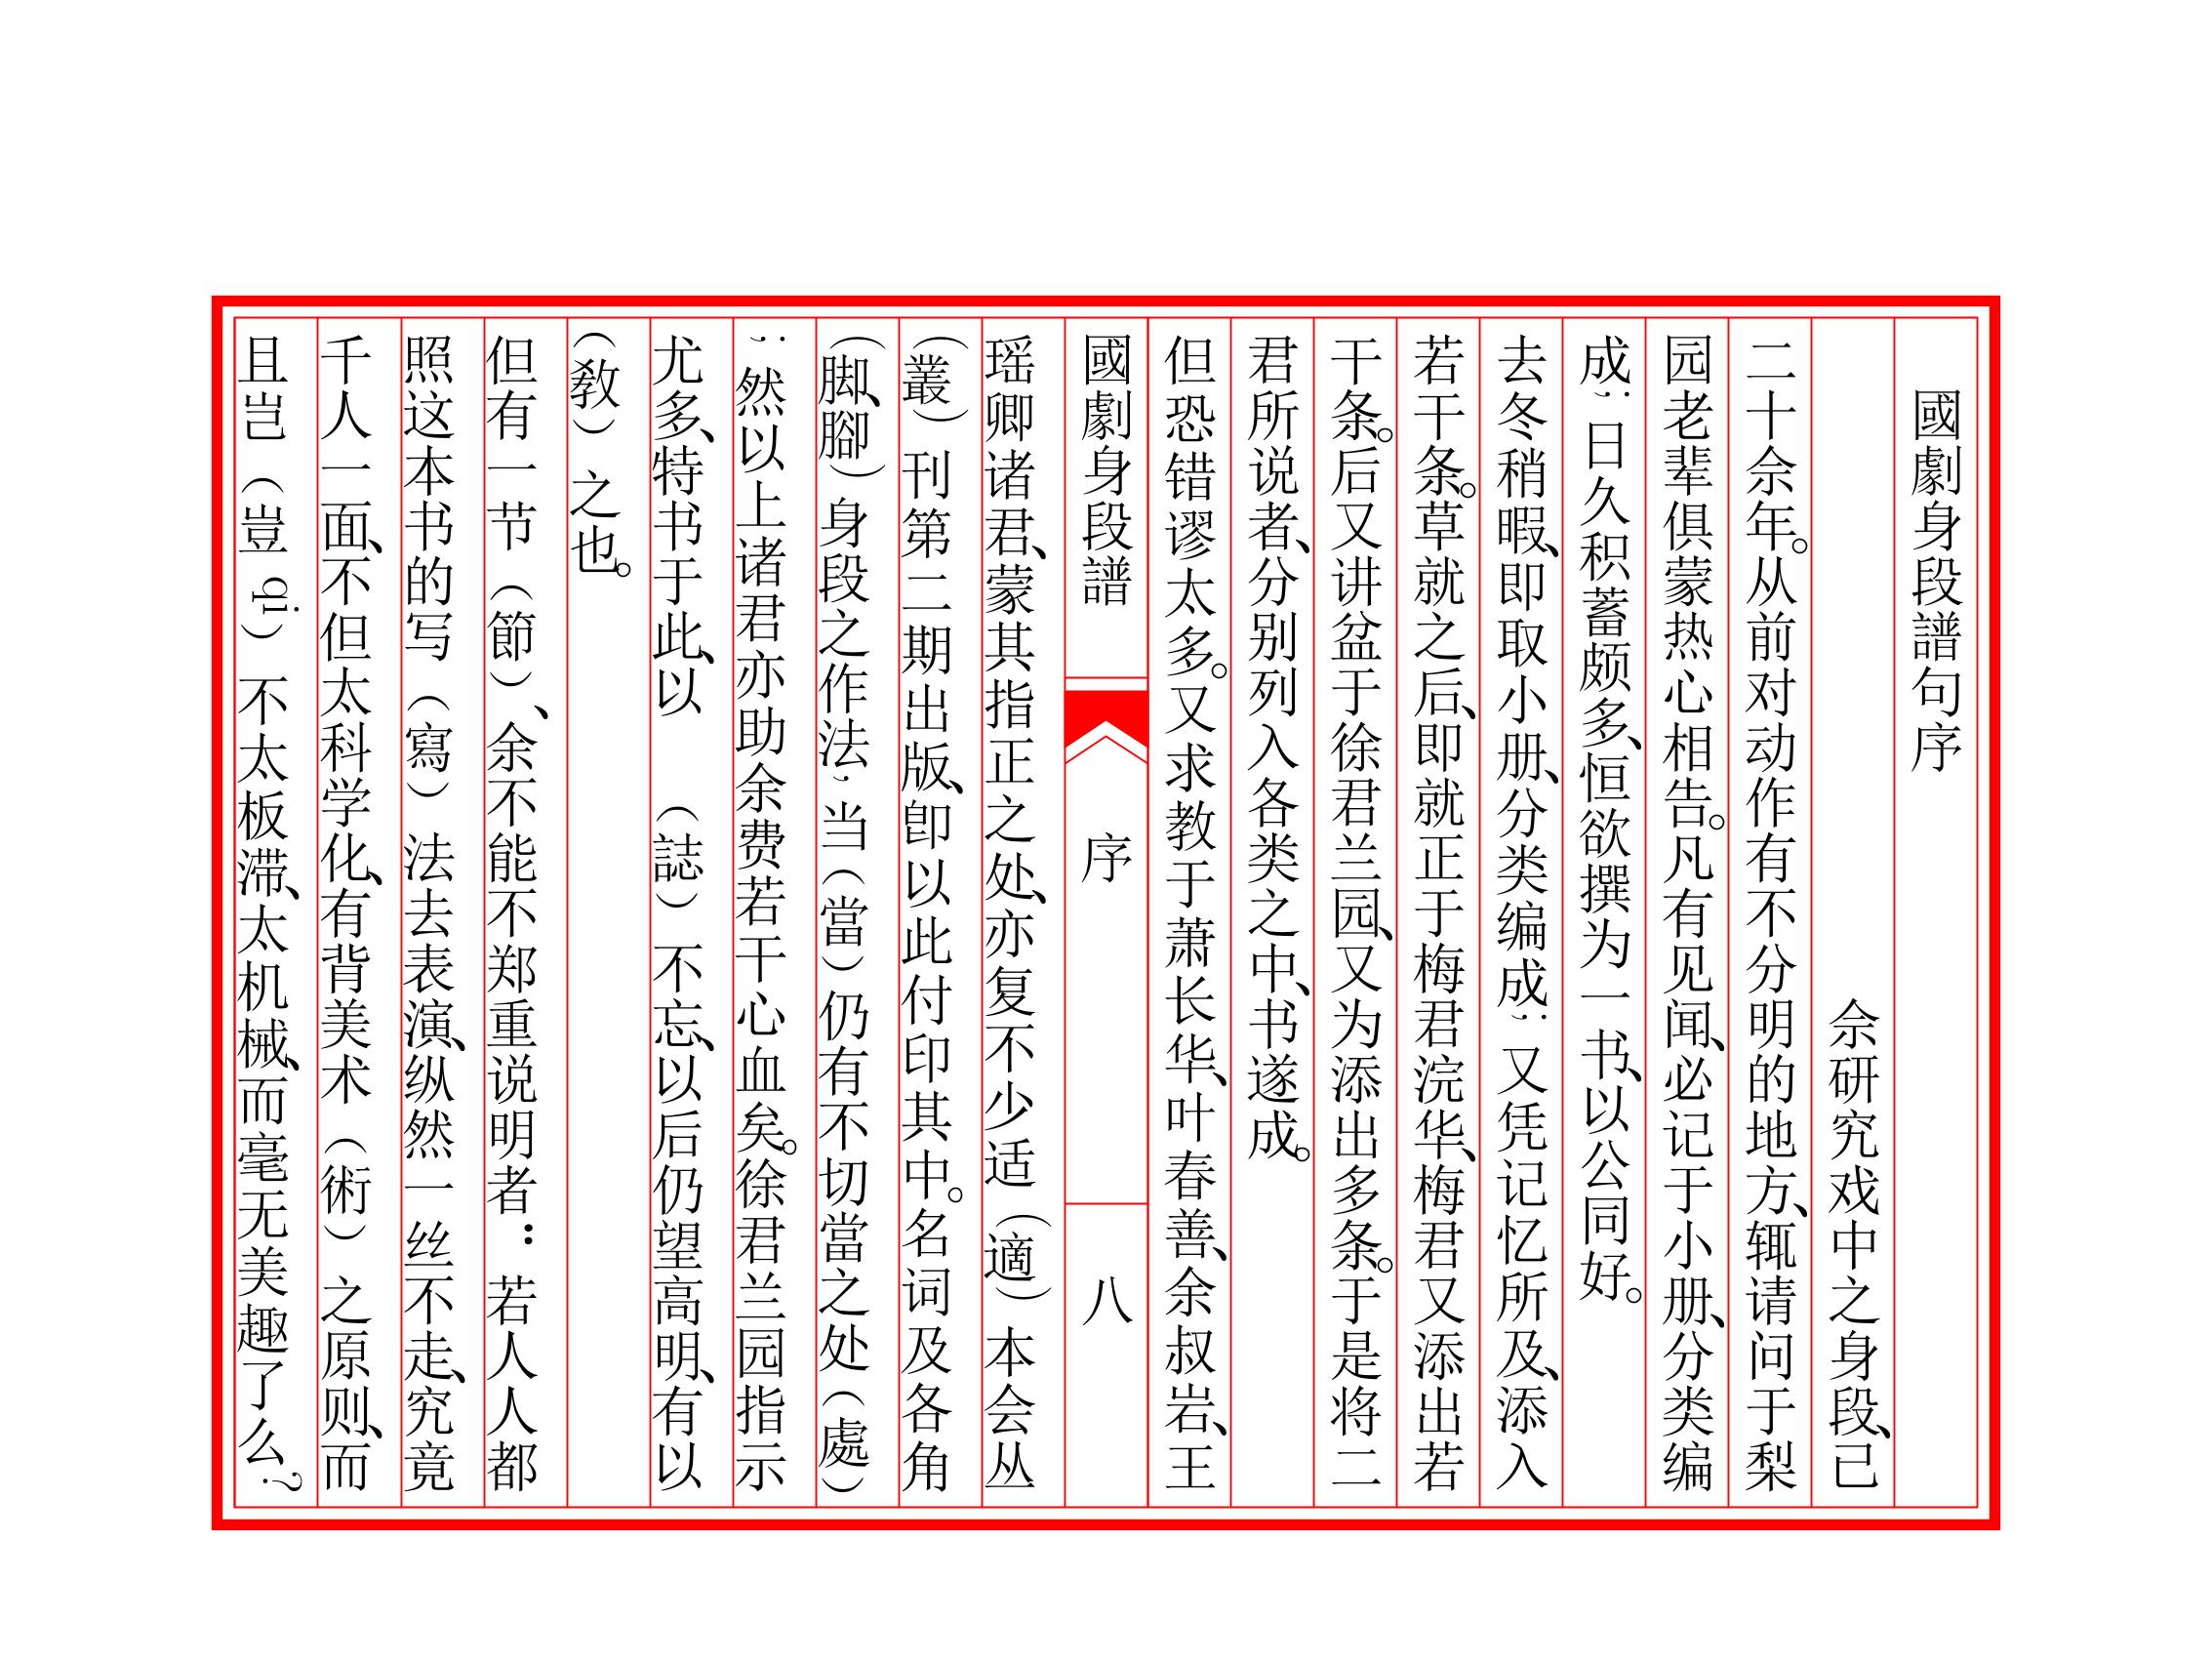 國劇身段譜句序
佘研究戏中之身段、已
二十余年。从前对动作有不分明的地方、辄请问于梨
园老辈俱蒙热心相告。凡有见闻、必记于小册、分类编
成；日久积蓄颇多、恒欲撰为一书、以公同好。
去冬稍暇、即取小册、分类编成；又凭记忆所及、添入
若干条。草就之后、即就正于梅君浣华、梅君又添出若
干条。后又讲盆于徐君兰园、又为添出多条。于是将二
君所说者、分别列入各类之中、书遂成。
但恐错谬太多。又求教于萧长华、叶春善、余叔岩、王
國劇身段譜
序
八
瑶卿诸君、蒙其指正之处、亦复不少适（適）本会丛
（叢）刊第二期出版、卽以此付印其中。名词及各角
（脚、腳）身段之作法，当（當）仍有不切當之处（處）
；然以上诸君亦助余费若干心血矣。徐君兰园指示
尤多、特书于此、以　（誌）不忘、以后仍望高明、有以
（敎）之也。
但有一节（節）、余不能不郑重说明者：若人人都
照这本书的写（寫）法去表演、纵然一丝不走、究竟
千人一面、不但太科学化、有背美术（術）之原则、而
且岂（豈 qi）不太板滞、太机械、而毫无美趣了么？